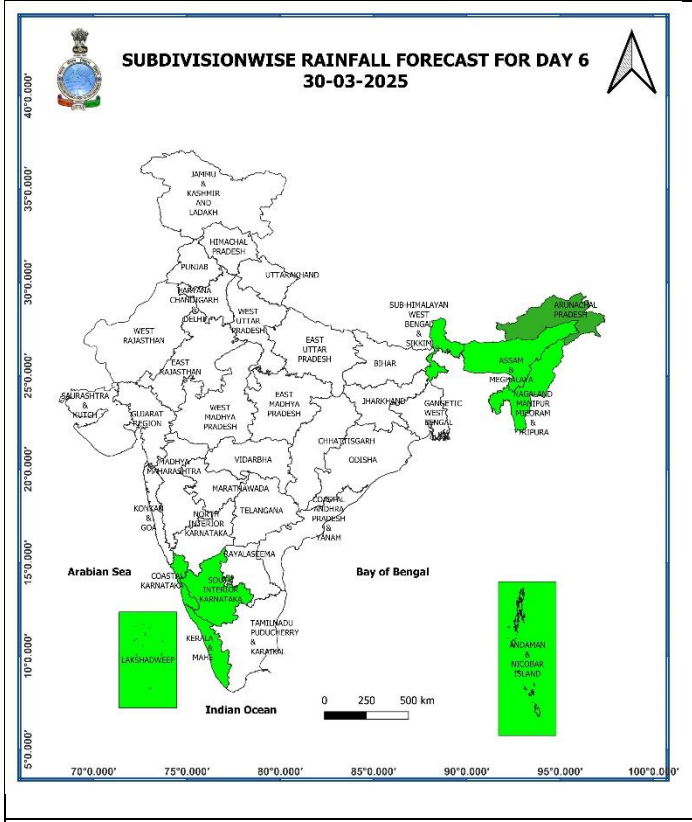 SUBDIVISIONWISE RAINFALL FORECAST FOR DAY 6
30-03-2025
40°0.000'
35°0.000'
30°0.000'
25°0.000'
20°0.000'
15°0.000'
10°0.000'
5°0.000'
JAMMU
&
KASHMIR
AND
LADAKH
HIMACHAL
PRADESH
PUNJAB
UTTARAKHAND
HARYANA
CHANDIGARH
&
DELHI
WEST
UTTAR
PRADESH
WEST
RAJASTHAN
EAST
RAJASTHAN
EAST
UTTAR
PRADESH
BIHAR
SUB-HIMALAYAN
WEST
BENGAL
&
SIKKIM
ARUNACHAL
PRADESH
ASSAM
&
MEGHALAYA
NAGALAND
MANIPUR
MIZORAM
&
TRIPURA
SAURASHTRA
&
KUTCH
GUJARAT
REGION
WEST
MADHYA
PRADESH
EAST
MADHYA
PRADESH
JHARKHAND
GANGETIC
WEST
BENGAL
CHHATTISGARH
ODISHA
MADHYA
MAHARASHTRA
VIDARBHA
MARATHAWADA
TELANGANA
KONKAN
&
GOA
NORTH
INTERIOR
KARNATAKA
COASTAL
ANDHRA
PRADESH
&
YANAM
RAYALASEEMA
Arabian Sea
Bay of Bengal
COASTAL
KARNATAKA
SOUTH
INTERIOR
KARNATAKA
TAMILNADU
PUDUCHERRY
&
KARAIKAL
KERALA
&
MAHE
LAKSHADWEEP
ANDAMAN
&
NICOBAR
ISLAND
Indian Ocean
0 250 500 km
70°0.000' 75°0.000' 80°0.000' 85°0.000' 90°0.000' 95°0.000' 100°0.000'